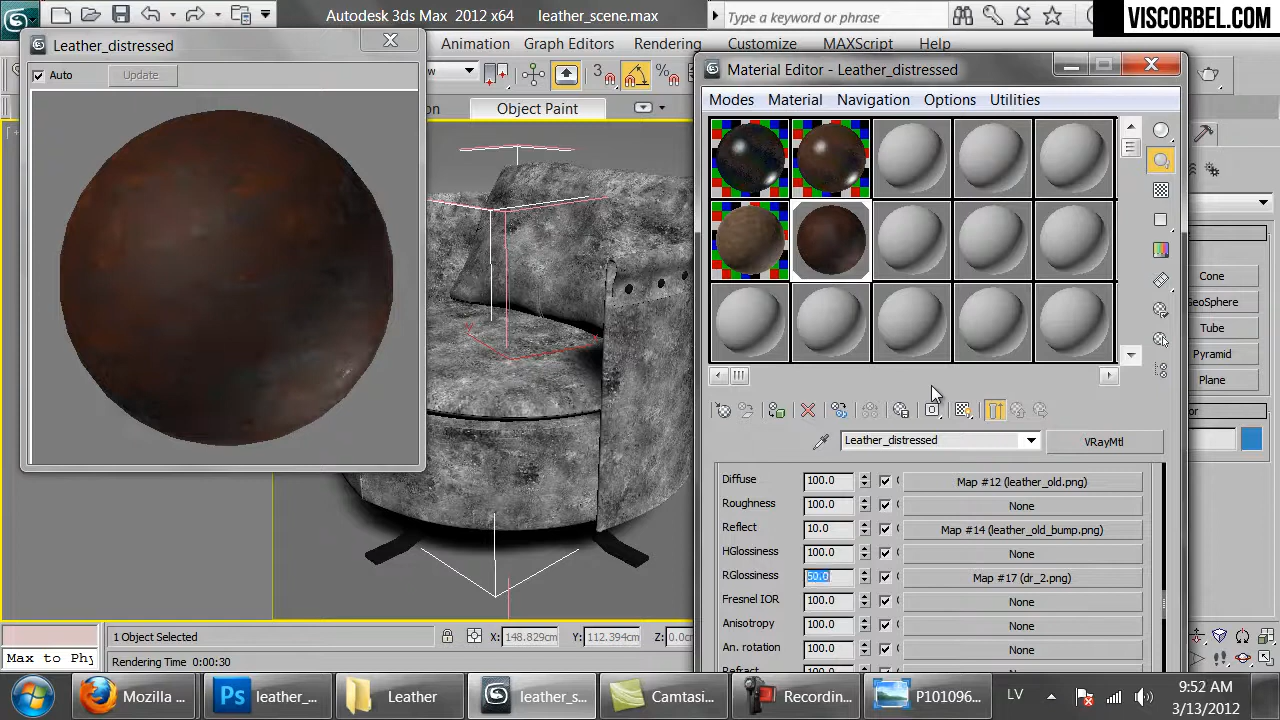 Autodesk 3ds Max 2012 x64 leather_scene.max
Type a keyword or phrase
VISCORBEL.COM
Leather_distressed
Animation Graph Editors Rendering Customize MAXScript Help
Auto Update
Object Paint
Material Editor - Leather_distressed
Modes Material Navigation Options Utilities
Cone
GeoSphere
Tube
Pyramid
Plane
Leather_distressed
VRayMtl
Diffuse 100.0 Map #12 (leather_old.png)
Roughness 100.0 None
Reflect 10.0 Map #14 (leather_old_bump.png)
HGlossiness 100.0 None
RGlossiness 50.0 Map #17 (dr_2.png)
Fresnel IOR 100.0 None
Anisotropy 100.0 None
An. rotation 100.0 None
1 Object Selected
X: 148.829cm Y: 112.394cm Z: 0.0c
Max to Phy
Rendering Time 0:00:30
Mozilla ... leather_... Leather leather_s... Camtasi... Recordin... P101096... LV
9:52 AM
3/13/2012